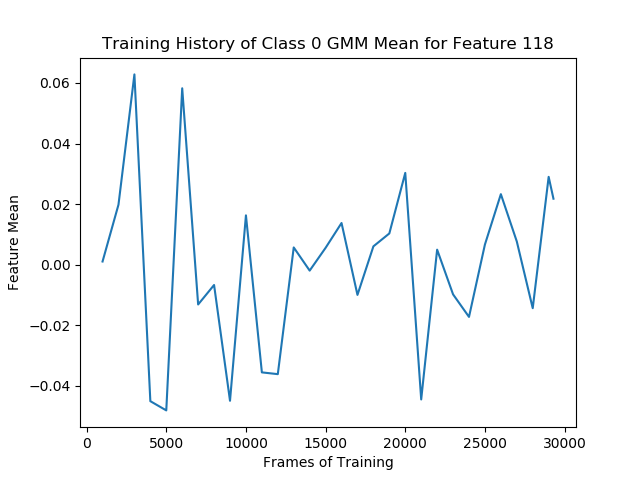 Training History of Class 0 GMM Mean for Feature 118
0.06
0.04
0.02
0.00
−0.02
−0.04
Feature Mean
0 5000 10000 15000 20000 25000 30000
Frames of Training